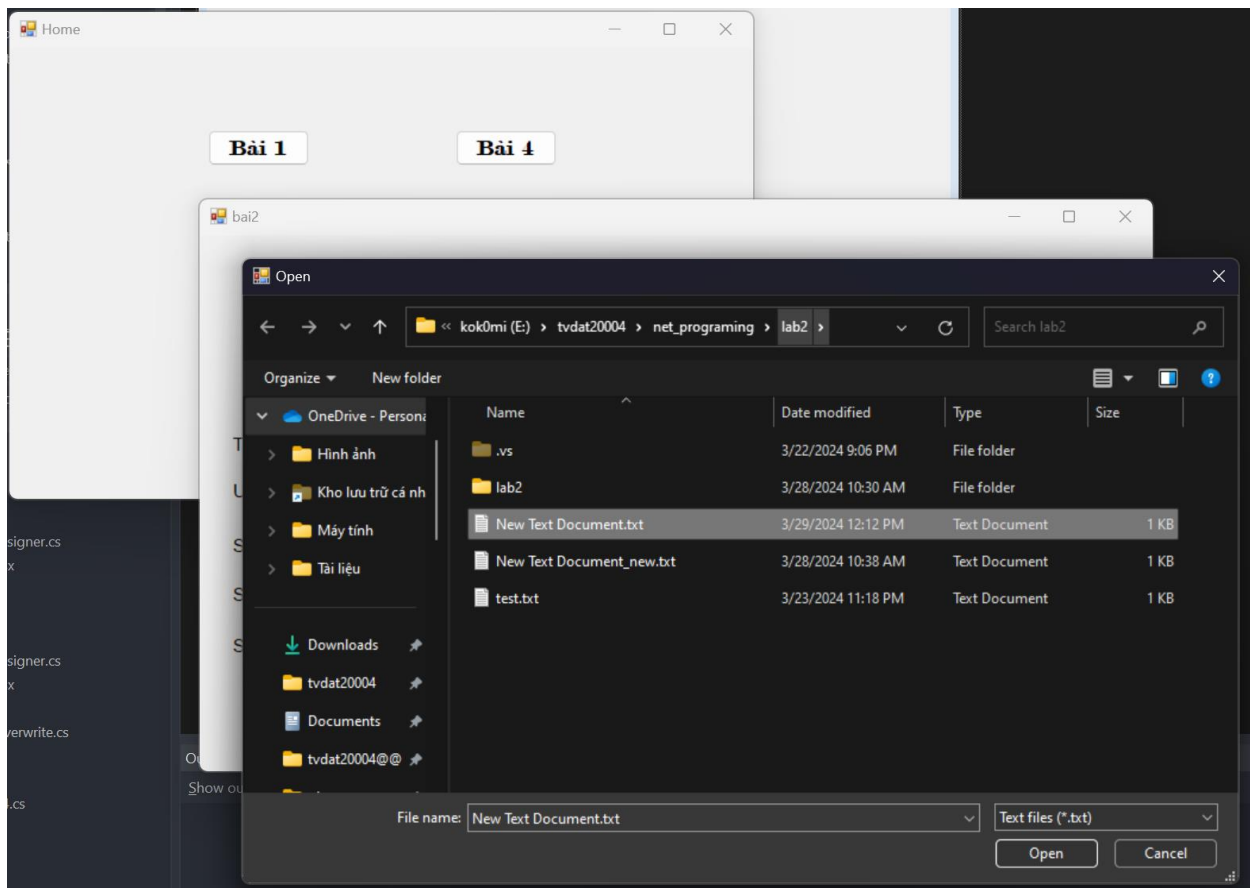 Home
Bài 1
Bài 4
bai2
Open
« kok0mi (E:) › tvdat20004 › net_programing › lab2 ›
Search lab2
Organize
New folder
OneDrive - Persona
Hình ảnh
Kho lưu trữ cá nh
Máy tính
Tài liệu
Downloads
tvdat20004
Documents
tvdat20004@@
Name Date modified Type Size
.vs 3/22/2024 9:06 PM File folder
lab2 3/28/2024 10:30 AM File folder
New Text Document.txt 3/29/2024 12:12 PM Text Document 1 KB
New Text Document_new.txt 3/28/2024 10:38 AM Text Document 1 KB
test.txt 3/23/2024 11:18 PM Text Document 1 KB
File name: New Text Document.txt
Text files (*.txt)
Open
Cancel
T
U
S
S
S
signer.cs
x
signer.cs
x
verwrite.cs
.cs
Ou
Show ou